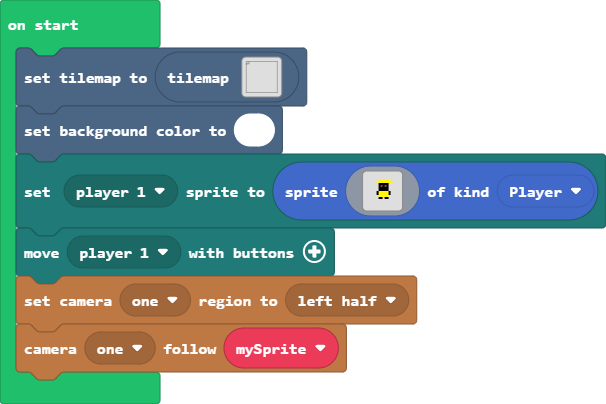 on start
set tilemap to tilemap
set background color to
set player 1 sprite to sprite of kind Player
move player 1 with buttons
set camera one region to left half
camera one follow mySprite